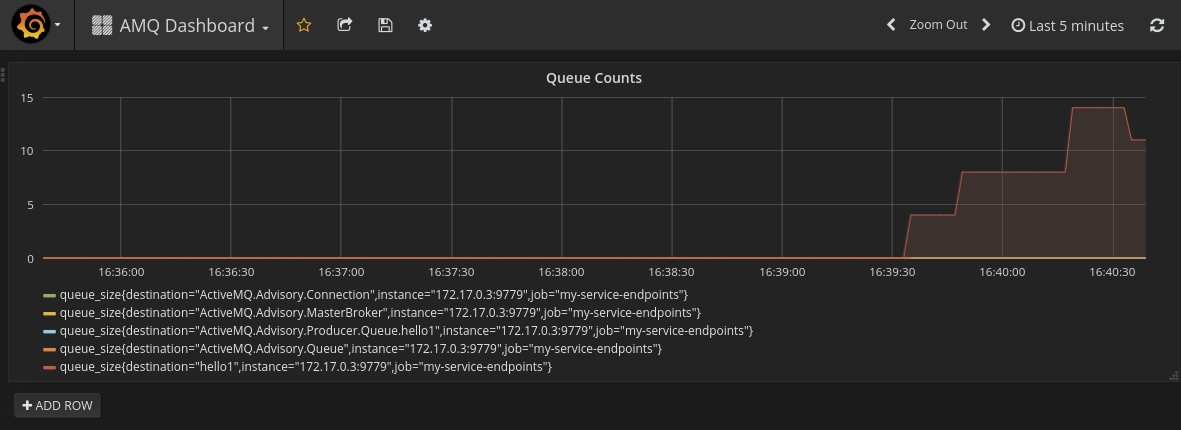 AMQ Dashboard Zoom Out Last 5 minutes
Queue Counts
15
10
5
0
16:36:00 16:36:30 16:37:00 16:37:30 16:38:00 16:38:30 16:39:00 16:39:30 16:40:00 16:40:30
queue_size{destination="ActiveMQ.Advisory.Connection",instance="172.17.0.3:9779",job="my-service-endpoints"}
queue_size{destination="ActiveMQ.Advisory.MasterBroker",instance="172.17.0.3:9779",job="my-service-endpoints"}
queue_size{destination="ActiveMQ.Advisory.Producer.Queue.hello1",instance="172.17.0.3:9779",job="my-service-endpoints"}
queue_size{destination="ActiveMQ.Advisory.Queue",instance="172.17.0.3:9779",job="my-service-endpoints"}
queue_size{destination="hello1",instance="172.17.0.3:9779",job="my-service-endpoints"}
ADD ROW